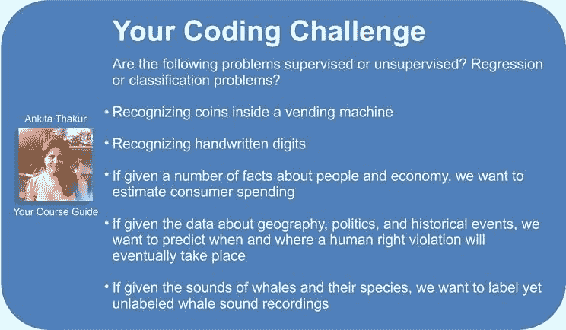 Your Coding Challenge
Are the following problems supervised or unsupervised? Regression
or classification problems?
• Recognizing coins inside a vending machine
• Recognizing handwritten digits
• If given a number of facts about people and economy, we want to
estimate consumer spending
• If given the data about geography, politics, and historical events, we
want to predict when and where a human right violation will
eventually take place
• If given the sounds of whales and their species, we want to label yet
unlabeled whale sound recordings
Ankita Thakur
Your Course Guide